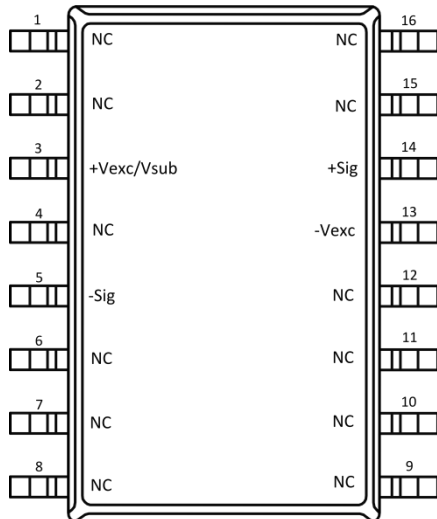 1 NC NC 16
2 NC NC 15
3 +Vexc/Vsub +Sig 14
4 NC -Vexc 13
5 -Sig NC 12
6 NC NC 11
7 NC NC 10
8 NC NC 9